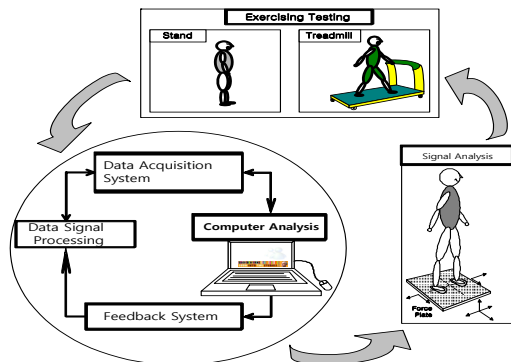 Exercising Testing
Stand
Treadmill
Signal Analysis
Data Acquisition
System
Data Signal
Processing
Computer Analysis
Feedback System
Force
Plate